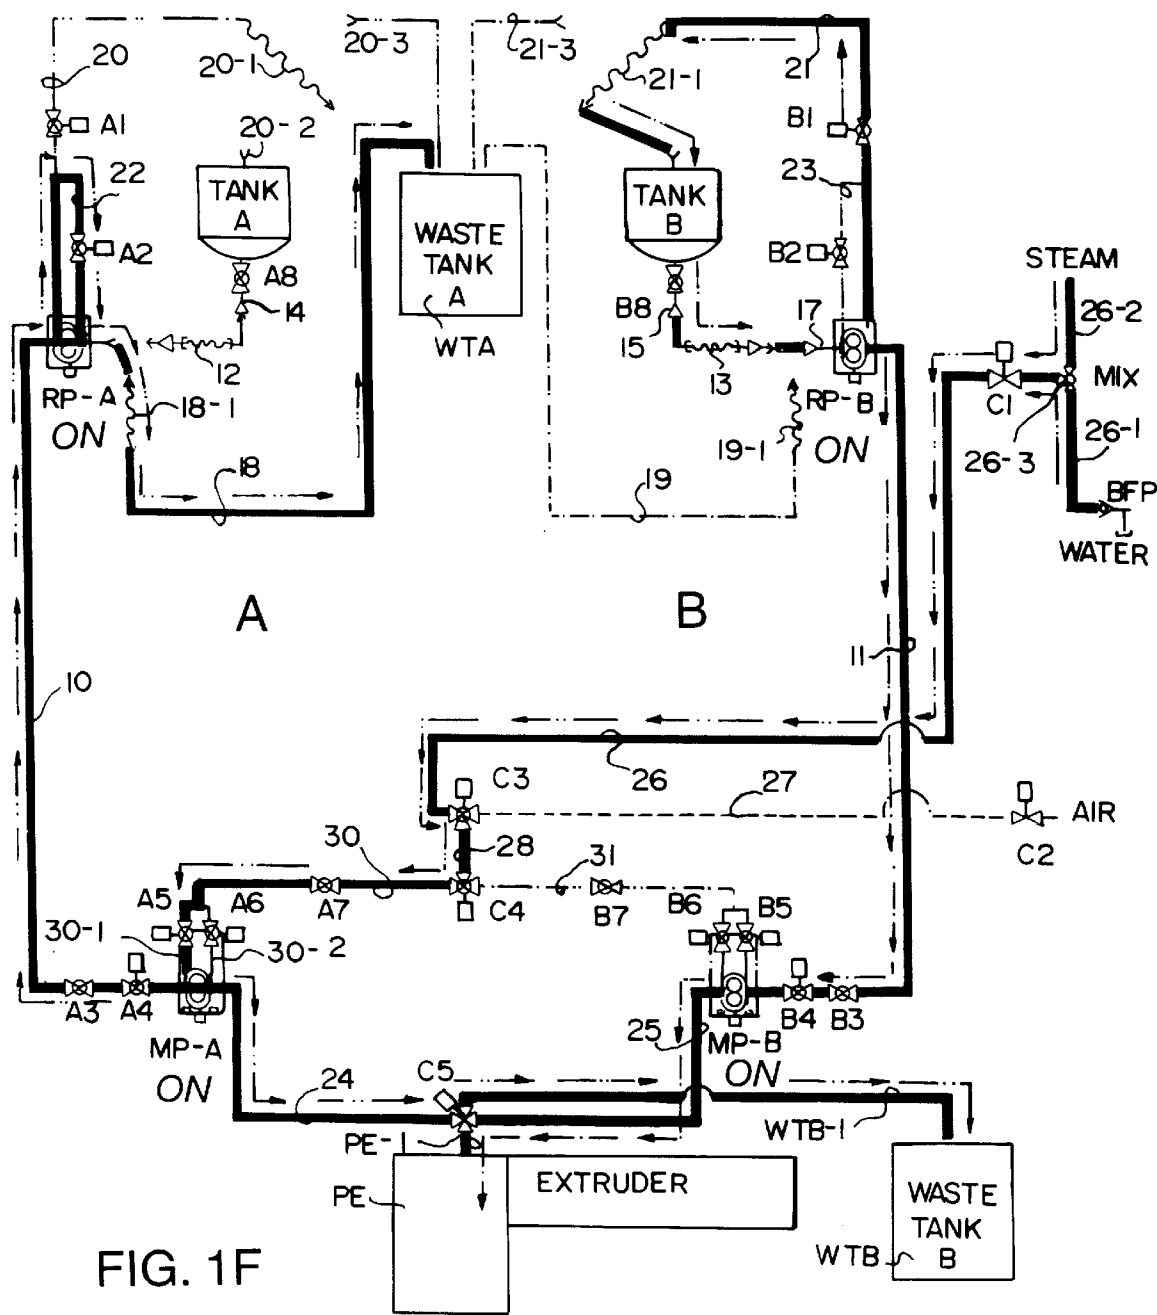 20
20-1
20-3
21-3
21-1
21
A1
20-2
B1
22
TANK
A
WASTE
TANK
A
TANK
B
23
A2
A8
B2
STEAM
14
B8
17
26-2
12
WTA
15
13
MIX
RP-A
18-1
RP-B
C1
ON
19-1
ON
26-3
26-1
18
19
BFP
WATER
A
B
11
10
26
C3
27
AIR
30
28
31
C2
A5
A6
A7
C4
B7
B6
B5
30-1
30-2
A3
A4
B4
B3
MP-A
25
MP-B
ON
C5
ON
24
WTB-1
PE-1
PE
EXTRUDER
WASTE
TANK
B
WTB
FIG. 1F